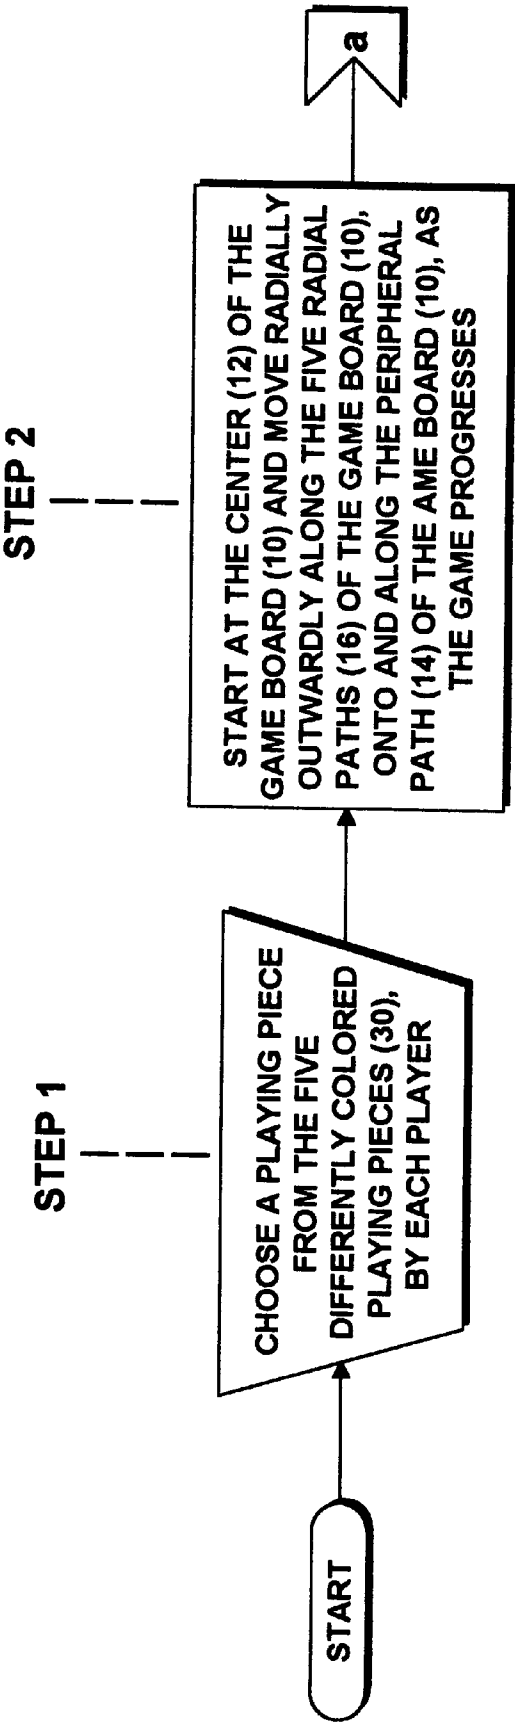 START
STEP 1
CHOOSE A PLAYING PIECE
FROM THE FIVE
DIFFERENTLY COLORED
PLAYING PIECES (30),
BY EACH PLAYER
STEP 2
START AT THE CENTER (12) OF THE
GAME BOARD (10) AND MOVE RADIALLY
OUTWARDLY ALONG THE FIVE RADIAL
PATHS (16) OF THE GAME BOARD (10),
ONTO AND ALONG THE PERIPHERAL
PATH (14) OF THE AME BOARD (10), AS
THE GAME PROGRESSES
a